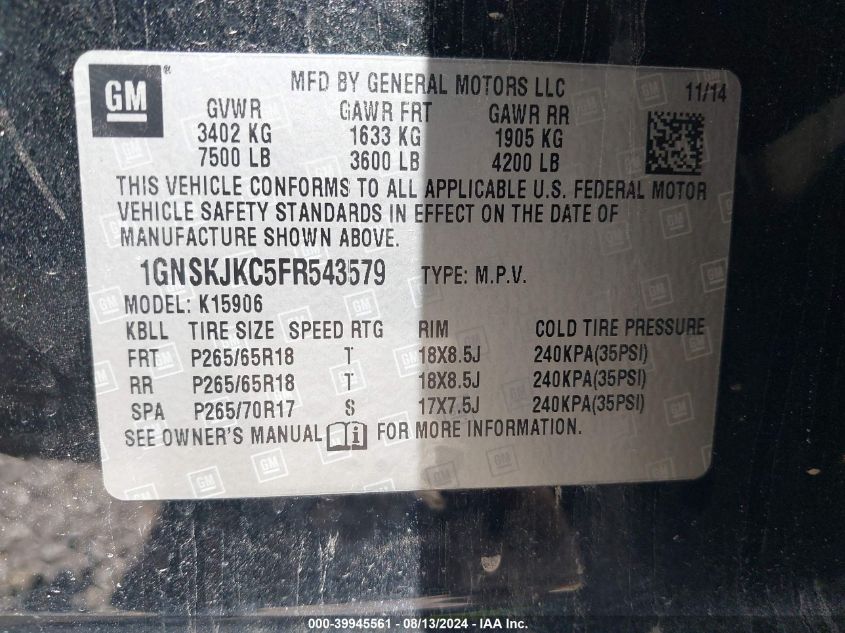 GM ® MFD BY GENERAL MOTORS LLC 11/14
GVWR GAWR FRT GAWR RR
3402 KG 1633 KG 1905 KG
7500 LB 3600 LB 4200 LB
THIS VEHICLE CONFORMS TO ALL APPLICABLE U.S. FEDERAL MOTOR
VEHICLE SAFETY STANDARDS IN EFFECT ON THE DATE OF
MANUFACTURE SHOWN ABOVE.
1GNSKJKC5FR543579 TYPE: M.P.V.
MODEL: K15906
KBLL TIRE SIZE SPEED RTG RIM COLD TIRE PRESSURE
FRT P265/65R18 T 18X8.5J 240KPA(35PSI)
RR P265/65R18 T 18X8.5J 240KPA(35PSI)
SPA P265/70R17 S 17X7.5J 240KPA(35PSI)
SEE OWNER'S MANUAL i FOR MORE INFORMATION.
000-39945561 - 08/13/2024 - IAA Inc.